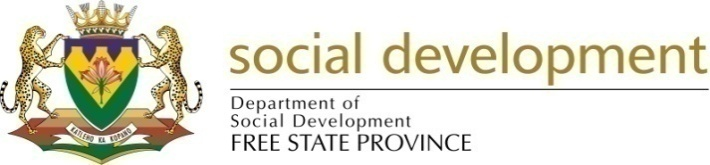 social development
Department of
Social Development
FREE STATE PROVINCE
KATLEHO KA KOPANO